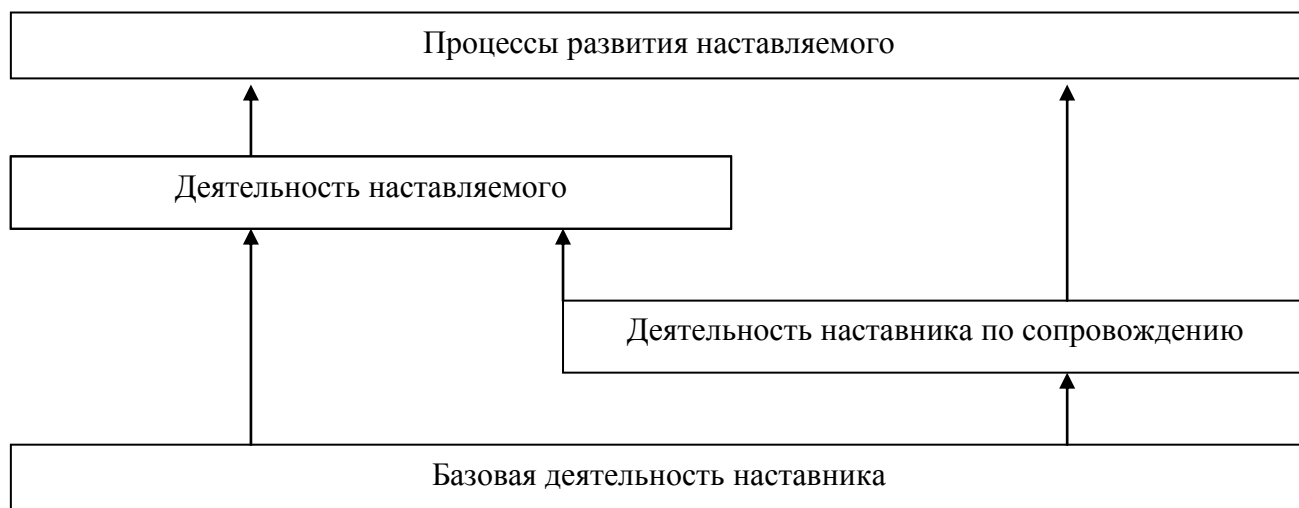 Процессы развития наставляемого
Деятельность наставляемого
Деятельность наставника по сопровождению
Базовая деятельность наставника